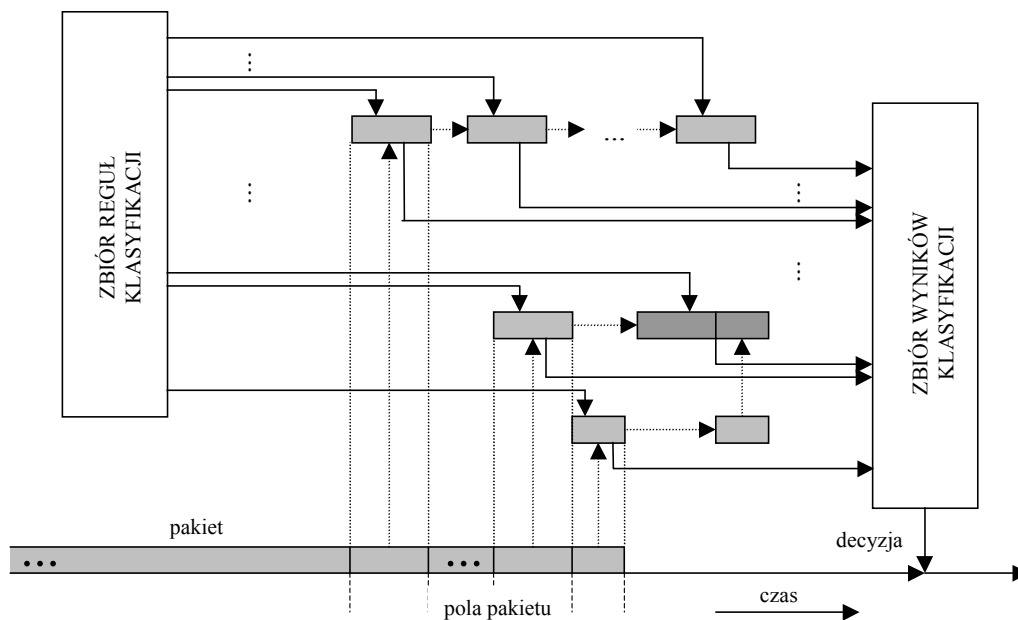 ZBIÓR REGUŁ
KLASYFIKACJI
...
...
...
...
...
ZBIÓR WYNIKÓW
KLASYFIKACJI
pakiet
decyzja
...
...
pola pakietu
czas